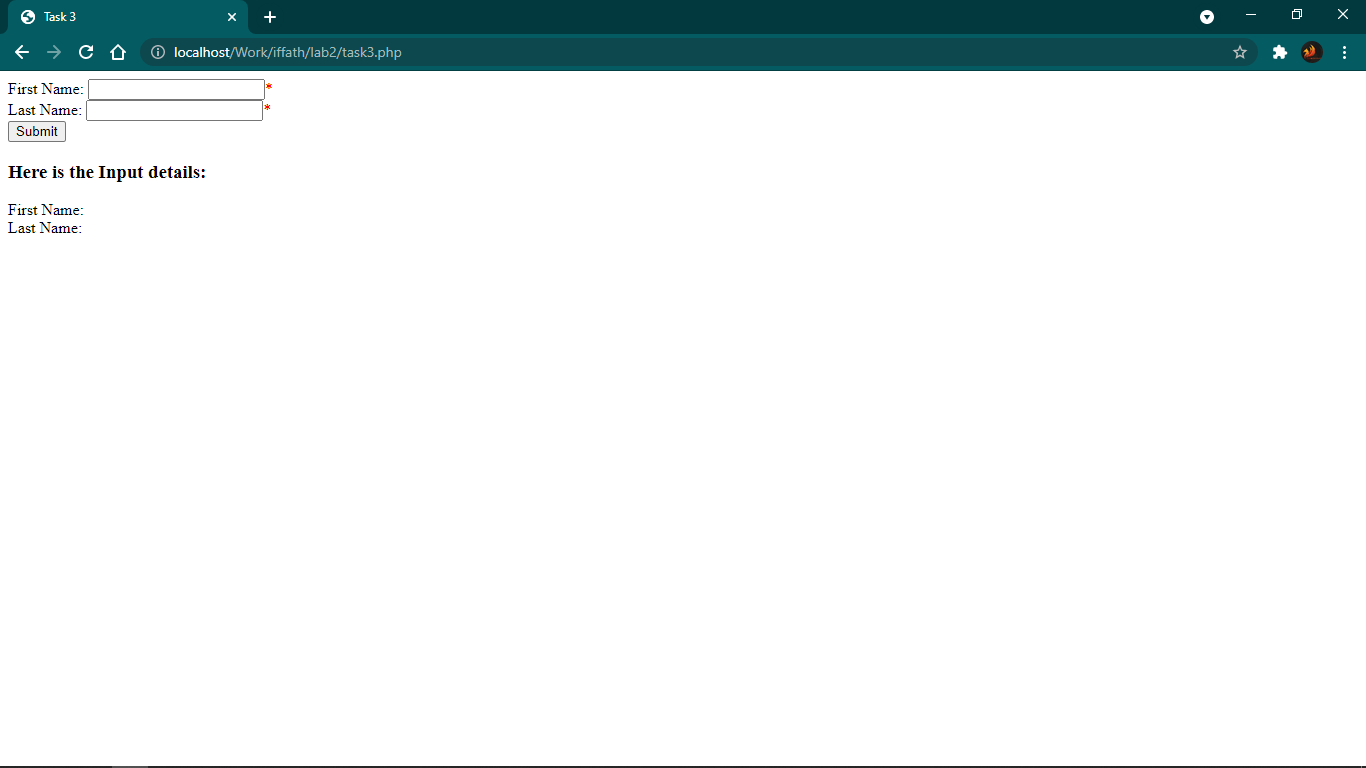 Task 3
localhost/Work/iffath/lab2/task3.php
First Name: *
Last Name: *
Submit
Here is the Input details:
First Name:
Last Name: